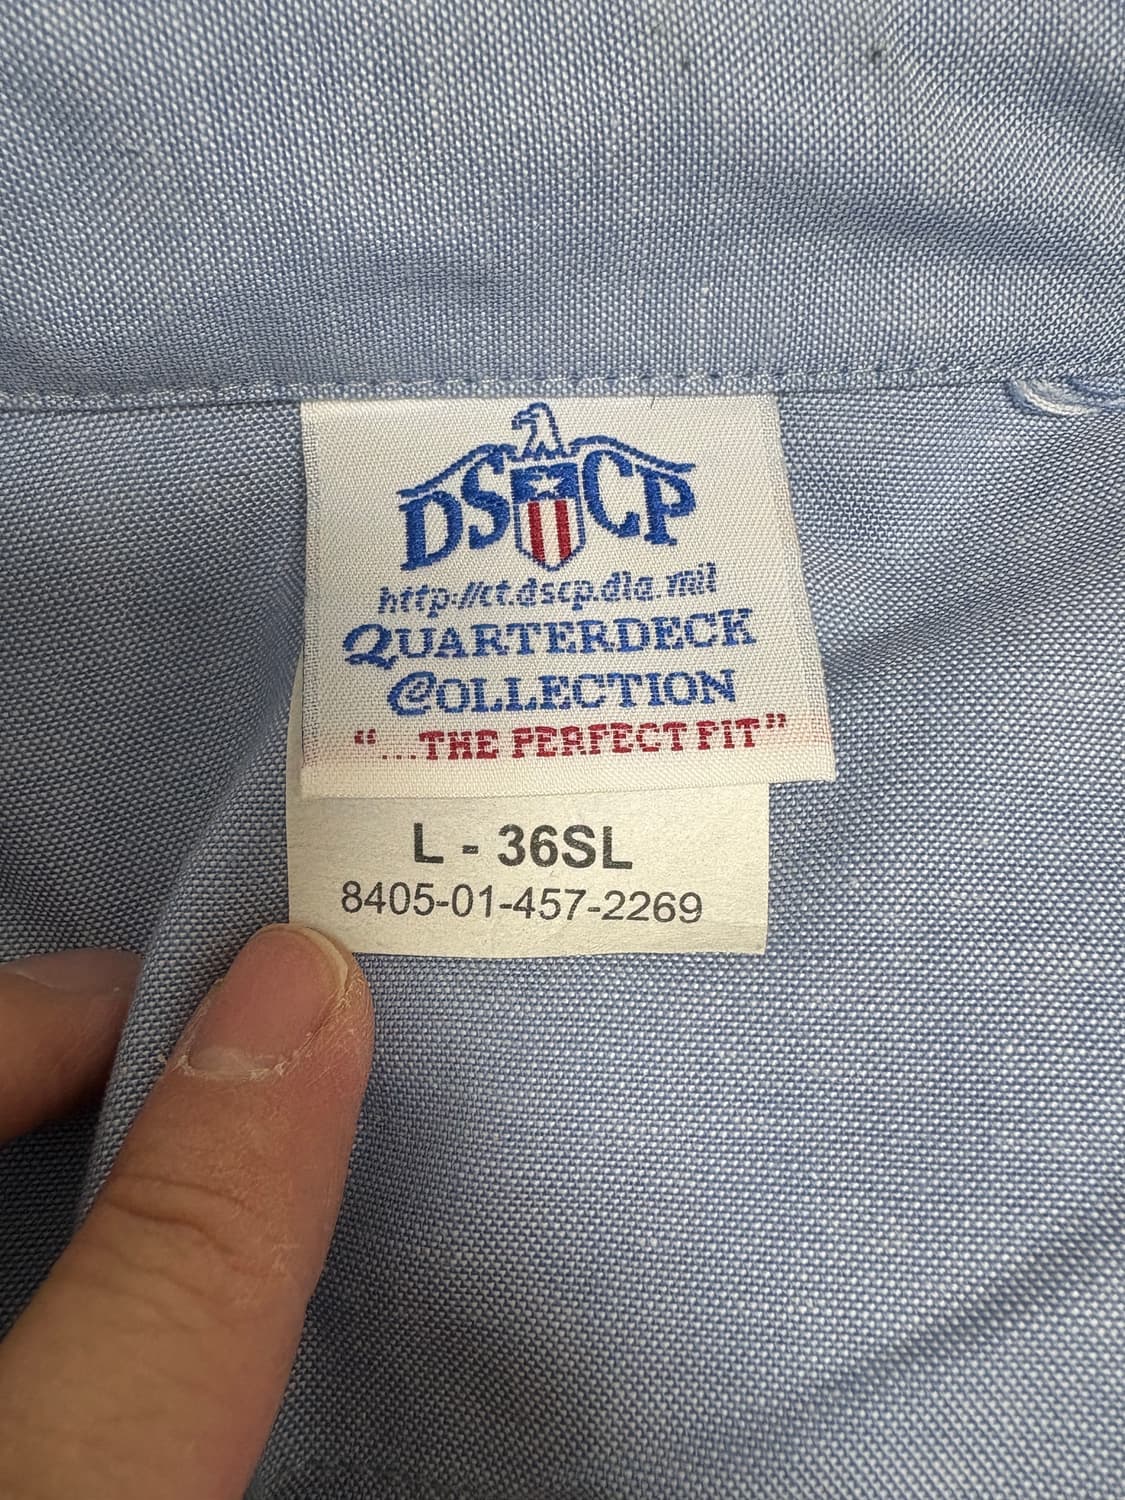 DSCP
http://ct.dscp.dla.mil
QUARTERDECK
COLLECTION
"...THE PERFECT FIT"
L - 36SL
8405-01-457-2269